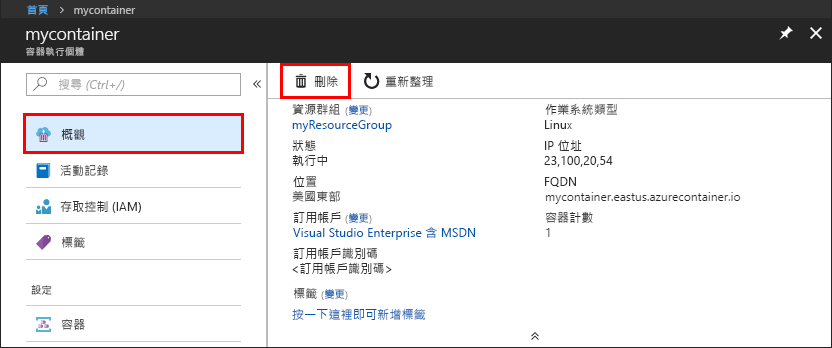 首頁 > mycontainer
mycontainer
容器執行個體
搜尋 (Ctrl+/)
«
概觀
活動記錄
存取控制 (IAM)
標籤
設定
容器
刪除 重新整理
資源群組 (變更)
myResourceGroup
狀態
執行中
位置
美國東部
訂用帳戶 (變更)
Visual Studio Enterprise 含 MSDN
訂用帳戶識別碼
<訂用帳戶識別碼>
標籤 (變更)
按一下這裡即可新增標籤
作業系統類型
Linux
IP 位址
23,100,20,54
FQDN
mycontainer.eastus.azurecontainer.io
容器計數
1